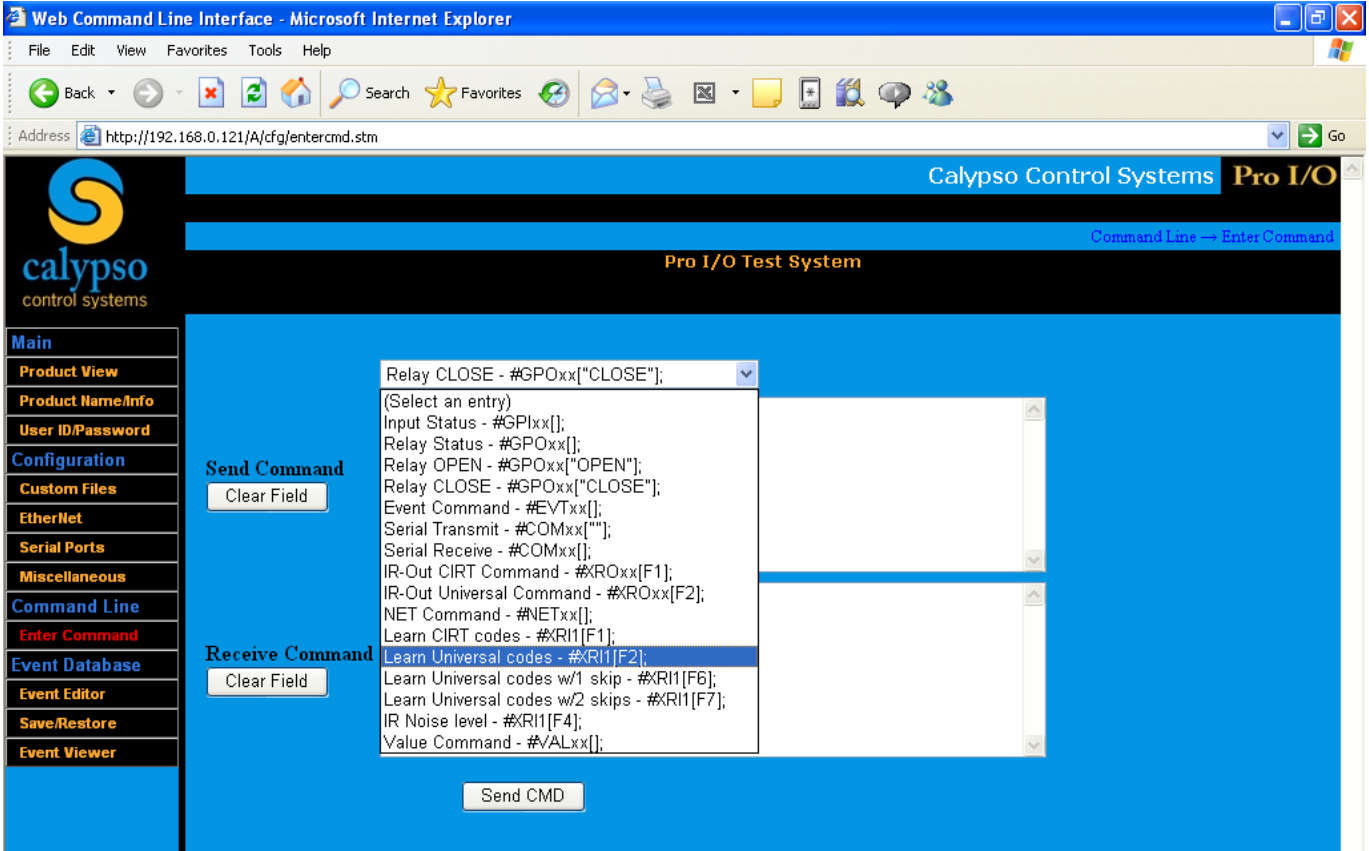 Web Command Line Interface - Microsoft Internet Explorer
File Edit View Favorites Tools Help
Back Search Favorites
Address http://192.168.0.121/A/cfg/entercmd.stm Go
Calypso Control Systems Pro I/O
Command Line → Enter Command
Pro I/O Test System
calypso
control systems
Main
Product View
Product Name/Info
User ID/Password
Configuration
Custom Files
EtherNet
Serial Ports
Miscellaneous
Command Line
Enter Command
Event Database
Event Editor
Save/Restore
Event Viewer
Relay CLOSE - #GPOxx["CLOSE"];
(Select an entry)
Input Status - #GPIxx[];
Relay Status - #GPOxx[];
Relay OPEN - #GPOxx["OPEN"];
Relay CLOSE - #GPOxx["CLOSE"];
Event Command - #EVTxx[];
Serial Transmit - #COMxx[""];
Serial Receive - #COMxx[];
IR-Out CIRT Command - #XROxx[F1];
IR-Out Universal Command - #XROxx[F2];
NET Command - #NETxx[];
Learn CIRT codes - #XRI1[F1];
Learn Universal codes - #XRI1[F2];
Learn Universal codes w/1 skip - #XRI1[F6];
Learn Universal codes w/2 skips - #XRI1[F7];
IR Noise level - #XRI1[F4];
Value Command - #VALxx[];
Send Command
Clear Field
Receive Command
Clear Field
Send CMD